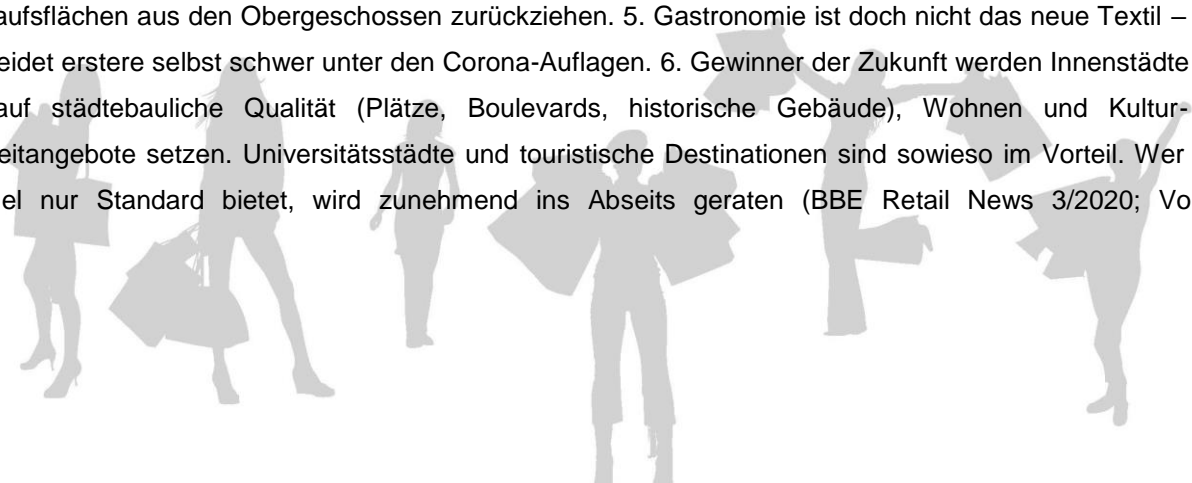 aufsflächen aus den Obergeschossen zurückziehen. 5. Gastronomie ist doch nicht das neue Textil –
eidet erstere selbst schwer unter den Corona-Auflagen. 6. Gewinner der Zukunft werden Innenstädte
auf städtebauliche Qualität (Plätze, Boulevards, historische Gebäude), Wohnen und Kultur-
eitangebote setzen. Universitätsstädte und touristische Destinationen sind sowieso im Vorteil. Wer
el nur Standard bietet, wird zunehmend ins Abseits geraten (BBE Retail News 3/2020; Vo